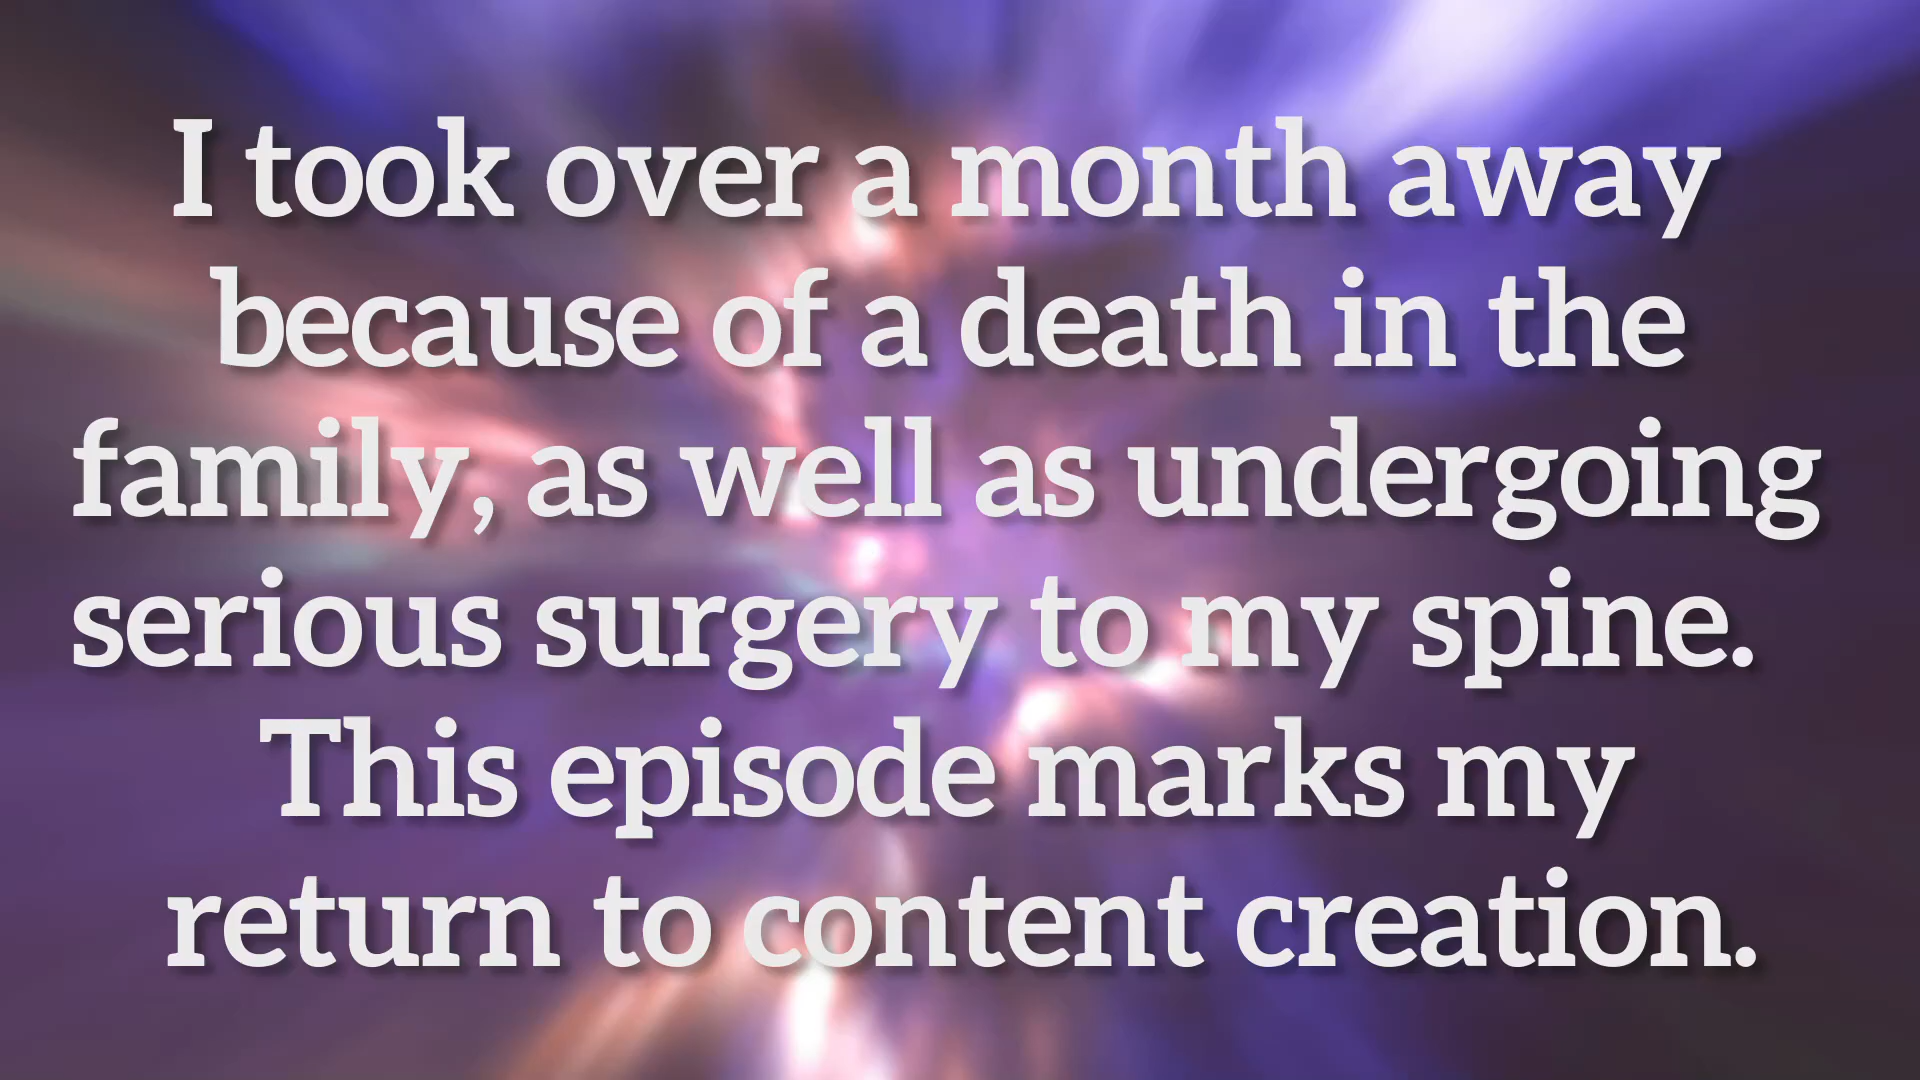 I took over a month away
because of a death in the
family, as well as undergoing
serious surgery to my spine.
This episode marks my
return to content creation.